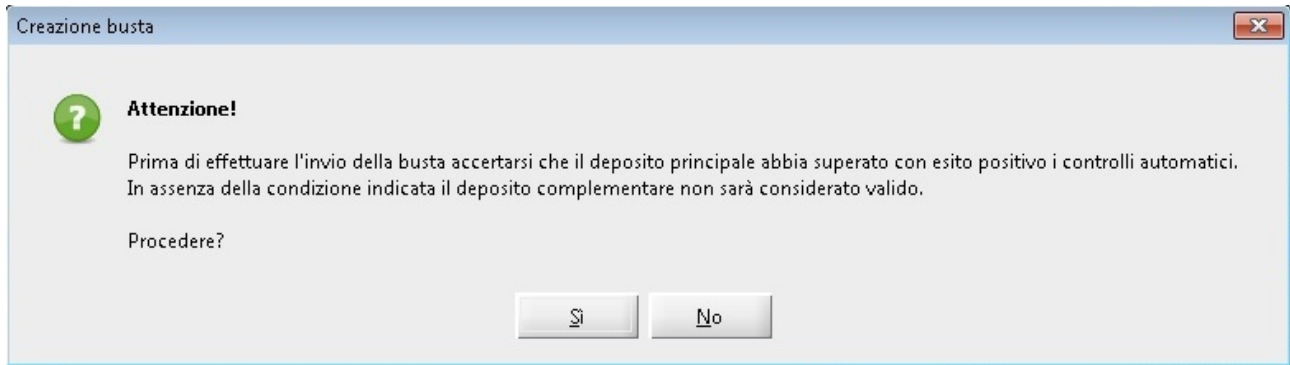 Creazione busta
Attenzione!
Prima di effettuare l'invio della busta accertarsi che il deposito principale abbia superato con esito positivo i controlli automatici.
In assenza della condizione indicata il deposito complementare non sarà considerato valido.
Procedere?
Sì
No